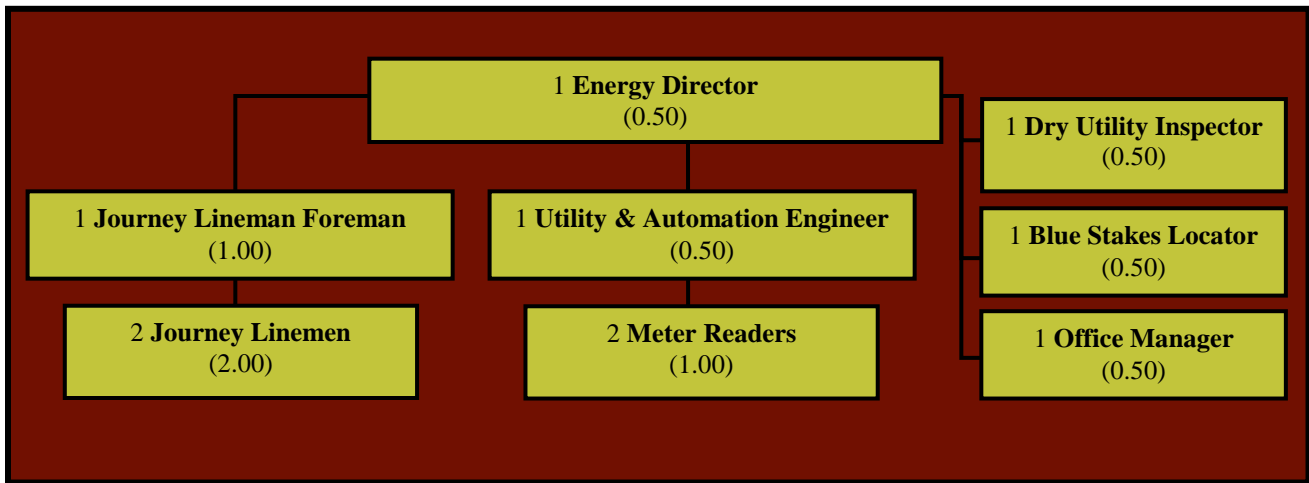 1 Energy Director
(0.50)
1 Dry Utility Inspector
(0.50)
1 Journey Lineman Foreman
(1.00)
1 Utility & Automation Engineer
(0.50)
1 Blue Stakes Locator
(0.50)
2 Journey Linemen
(2.00)
2 Meter Readers
(1.00)
1 Office Manager
(0.50)